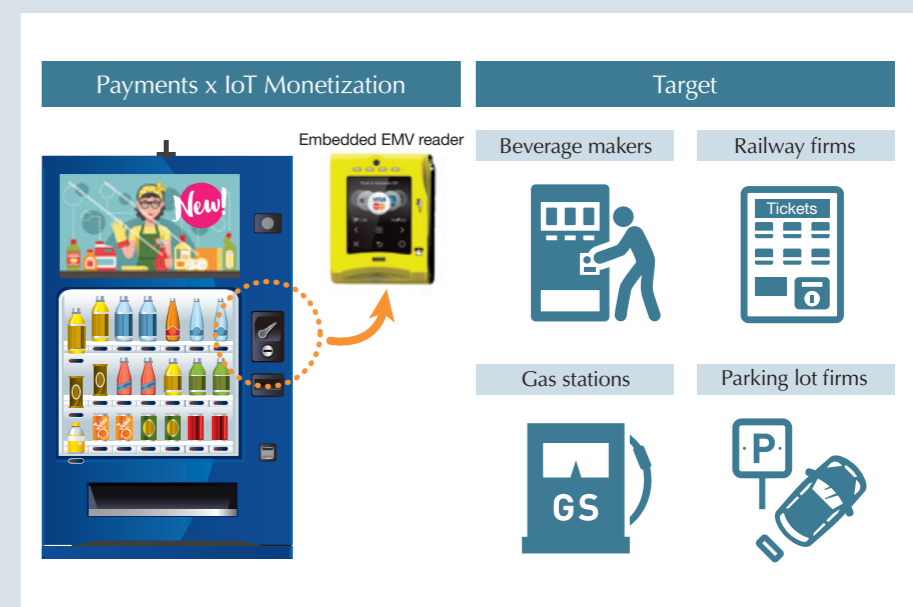 Payments x IoT Monetization
Target
Embedded EMV reader
New!
VISA
Beverage makers
Railway firms
Tickets
Gas stations
Parking lot firms
GS
P